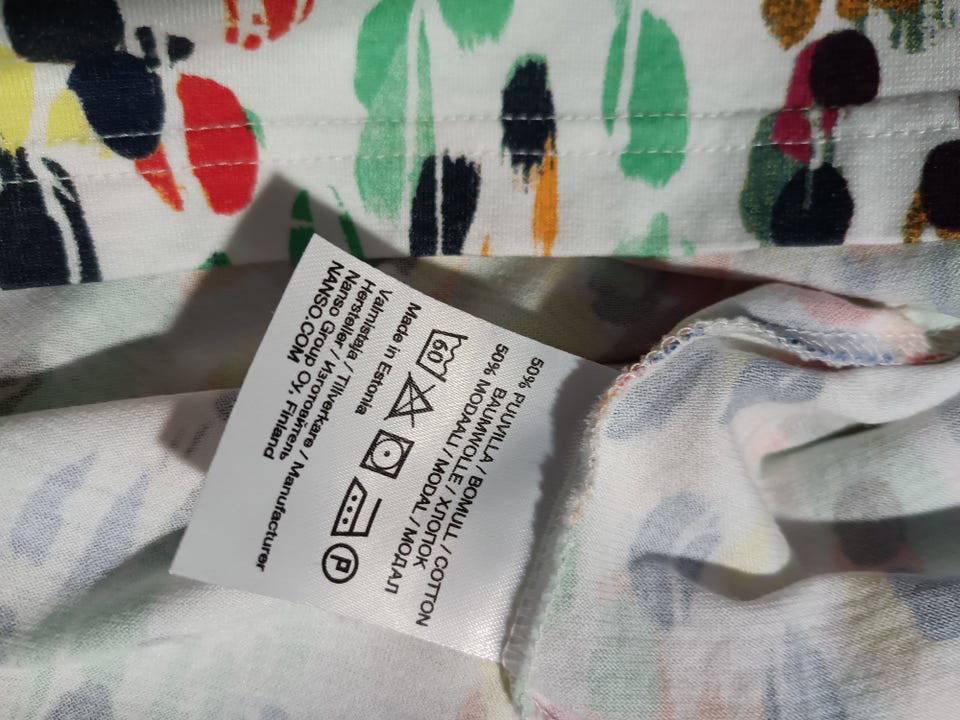 50% PUUVILLA / BOMULL / COTTON
BAUMWOLLE / ХЛОПОК
50% MODAALI / MODAL / МОДАЛ
60
P
Made in Estonia
Valmistaja / Tillverkare / Manufacturer
Hersteller / Изготовитель
Nanso Group Oy, Finland
NANSO.COM